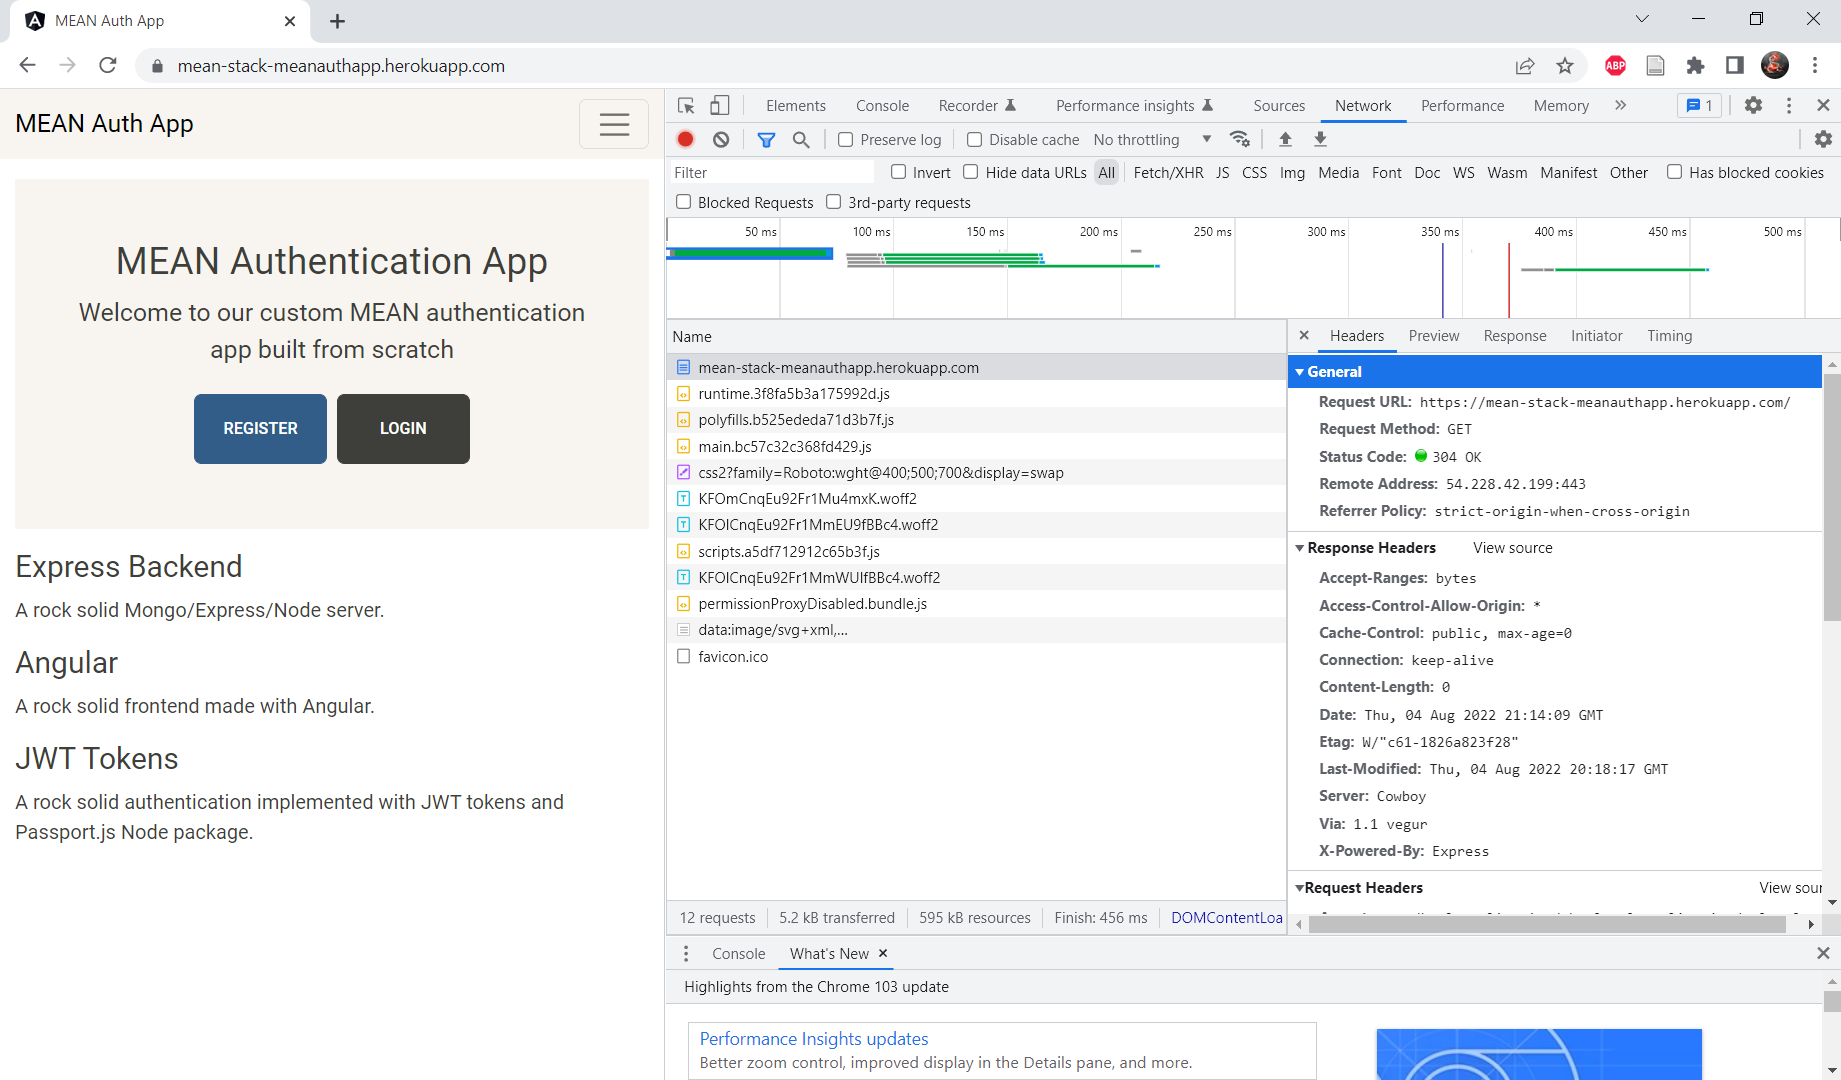 MEAN Auth App
mean-stack-meanauthapp.herokuapp.com
ABP
MEAN Auth App
MEAN Authentication App
Welcome to our custom MEAN authentication
app built from scratch
REGISTER LOGIN
Express Backend
A rock solid Mongo/Express/Node server.
Angular
A rock solid frontend made with Angular.
JWT Tokens
A rock solid authentication implemented with JWT tokens and
Passport.js Node package.
Elements Console Recorder Performance insights Sources Network Performance Memory 1
Preserve log Disable cache No throttling
Filter Invert Hide data URLs All Fetch/XHR JS CSS Img Media Font Doc WS Wasm Manifest Other Has blocked cookies
Blocked Requests 3rd-party requests
50 ms 100 ms 150 ms 200 ms 250 ms 300 ms 350 ms 400 ms 450 ms 500 ms
Name
mean-stack-meanauthapp.herokuapp.com
runtime.3f8fa5b3a175992d.js
polyfills.b525ededa71d3b7f.js
main.bc57c32c368fd429.js
css2?family=Roboto:wght@400;500;700&display=swap
KFOmCnqEu92Fr1Mu4mxK.woff2
KFOlCnqEu92Fr1MmEU9fBBc4.woff2
scripts.a5df712912c65b3f.js
KFOlCnqEu92Fr1MmWUlfBBc4.woff2
permissionProxyDisabled.bundle.js
data:image/svg+xml,...
favicon.ico
12 requests 5.2 kB transferred 595 kB resources Finish: 456 ms DOMContentLoa
Headers Preview Response Initiator Timing
General
Request URL: https://mean-stack-meanauthapp.herokuapp.com/
Request Method: GET
Status Code: 304 OK
Remote Address: 54.228.42.199:443
Referrer Policy: strict-origin-when-cross-origin
Response Headers View source
Accept-Ranges: bytes
Access-Control-Allow-Origin: *
Cache-Control: public, max-age=0
Connection: keep-alive
Content-Length: 0
Date: Thu, 04 Aug 2022 21:14:09 GMT
Etag: W/"c61-1826a823f28"
Last-Modified: Thu, 04 Aug 2022 20:18:17 GMT
Server: Cowboy
Via: 1.1 vegur
X-Powered-By: Express
Request Headers View sour
Console What's New
Highlights from the Chrome 103 update
Performance Insights updates
Better zoom control, improved display in the Details pane, and more.